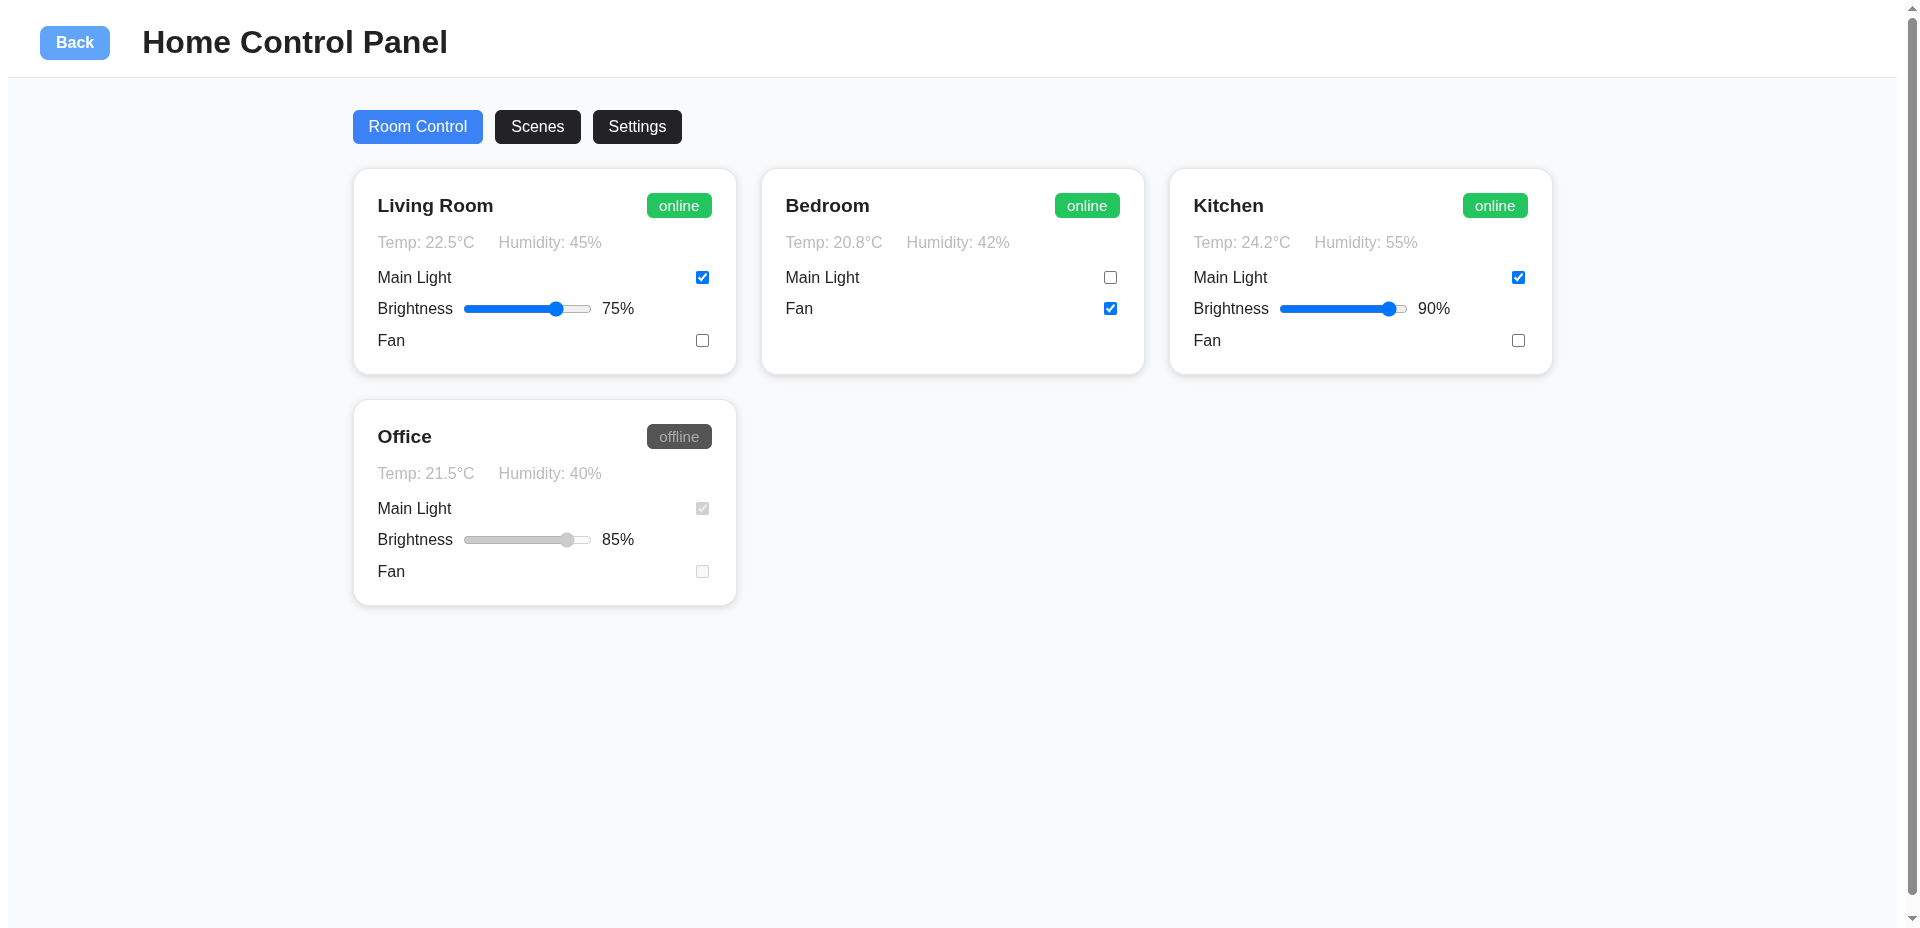 Back
Home Control Panel
Room Control
Scenes
Settings
Living Room
online
Temp: 22.5°C Humidity: 45%
Main Light
Brightness 75%
Fan
Bedroom
online
Temp: 20.8°C Humidity: 42%
Main Light
Fan
Kitchen
online
Temp: 24.2°C Humidity: 55%
Main Light
Brightness 90%
Fan
Office
offline
Temp: 21.5°C Humidity: 40%
Main Light
Brightness 85%
Fan